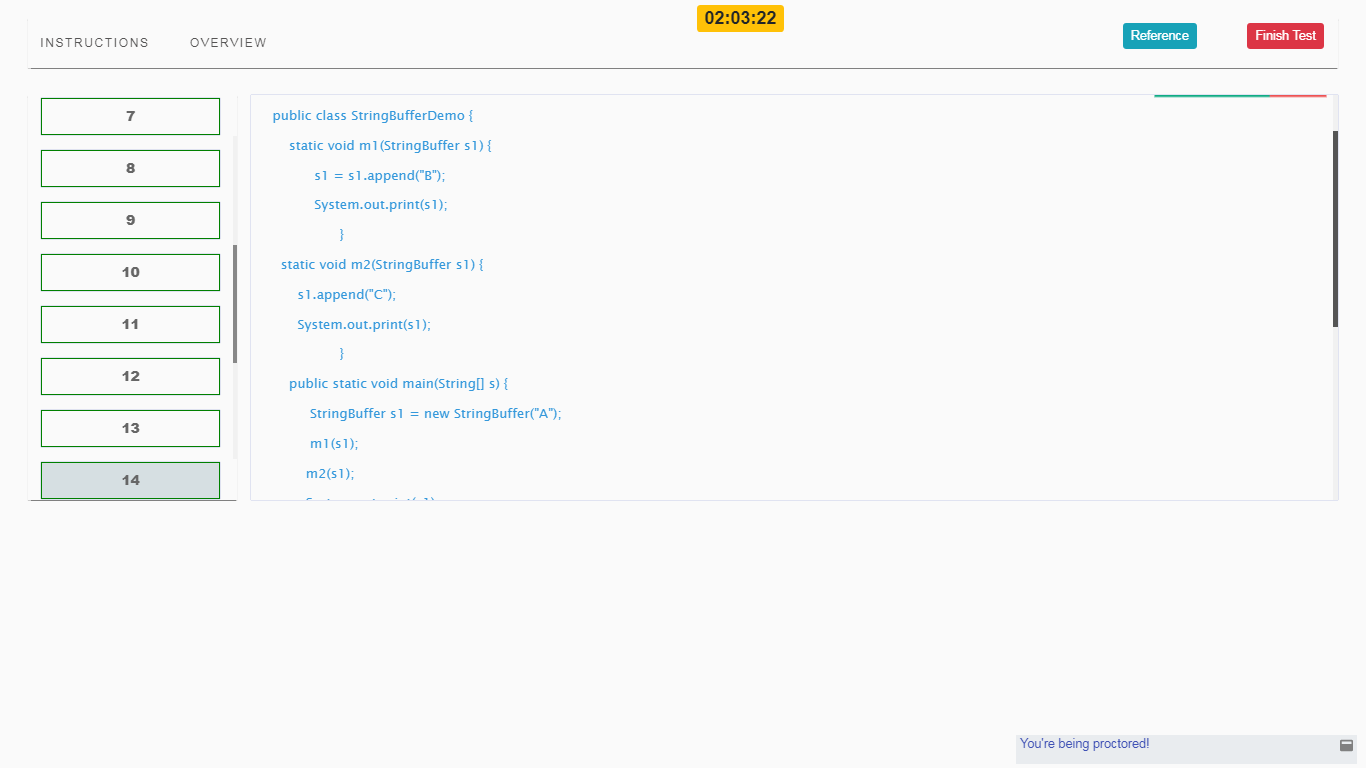 02:03:22
INSTRUCTIONS
OVERVIEW
Reference
Finish Test
7
8
9
10
11
12
13
14
public class StringBufferDemo {
static void m1(StringBuffer s1) {
s1 = s1.append("B");
System.out.print(s1);
}
static void m2(StringBuffer s1) {
s1.append("C");
System.out.print(s1);
}
public static void main(String[] s) {
StringBuffer s1 = new StringBuffer("A");
m1(s1);
m2(s1);
You're being proctored!